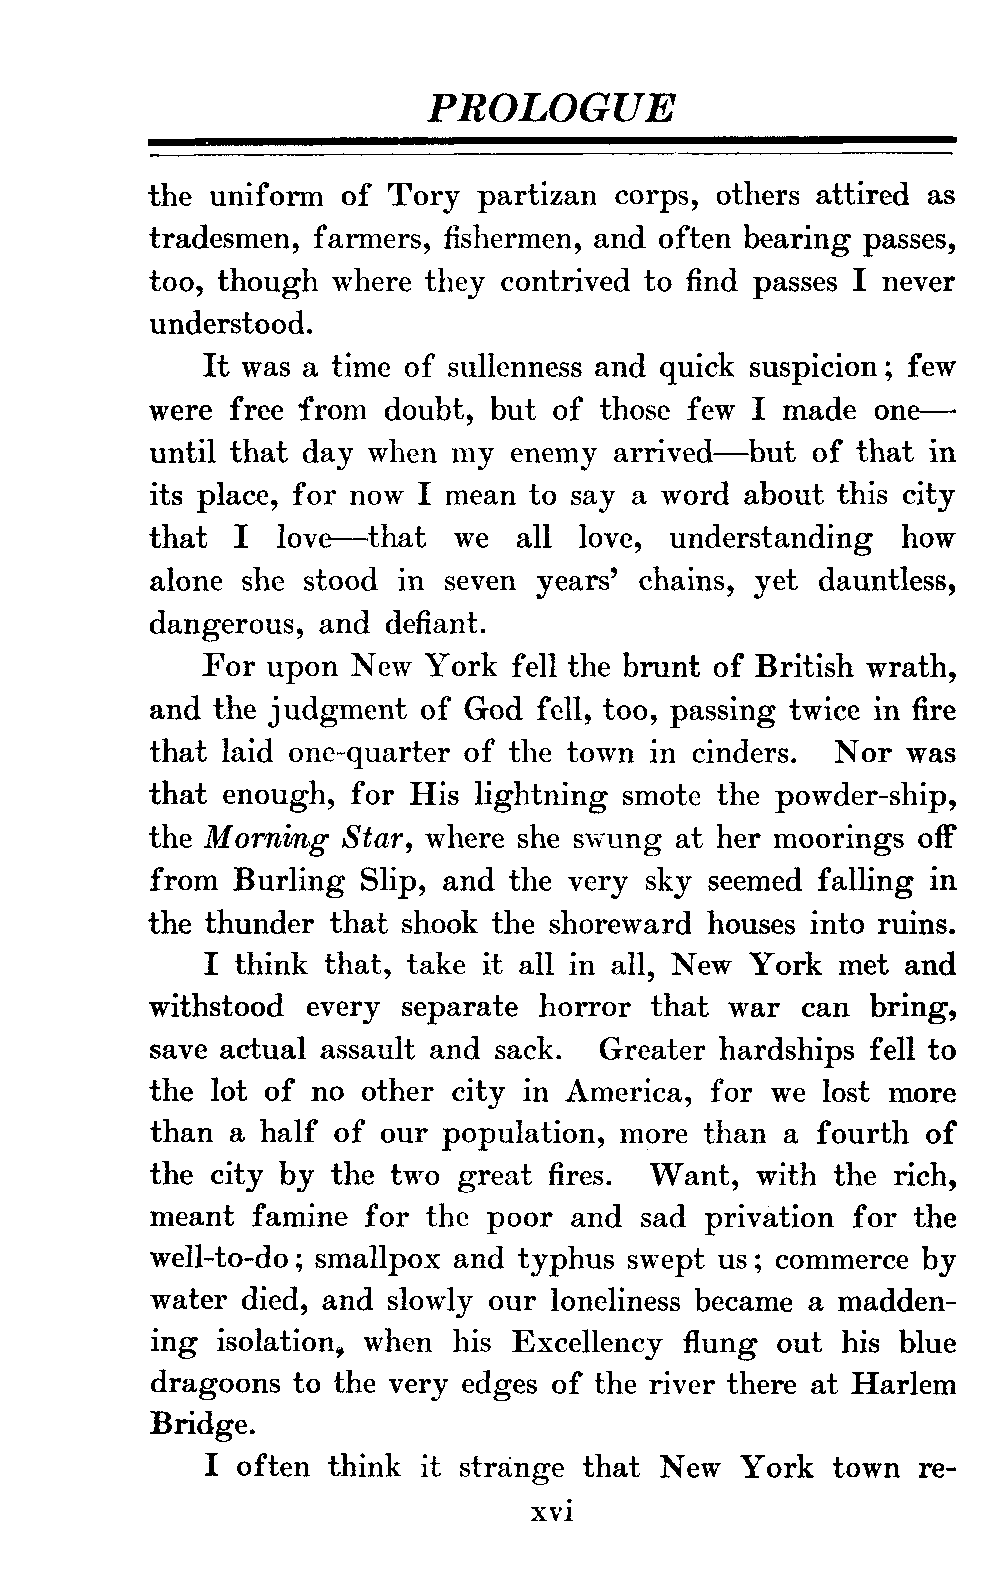 PROLOGUE
the uniform of Tory partizan corps, others attired as
tradesmen, farmers, fishermen, and often bearing passes,
too, though where they contrived to find passes I never
understood.
It was a time of sullenness and quick suspicion; few
were free from doubt, but of those few I made one—
until that day when my enemy arrived—but of that in
its place, for now I mean to say a word about this city
that I love—that we all love, understanding how
alone she stood in seven years' chains, yet dauntless,
dangerous, and defiant.
For upon New York fell the brunt of British wrath,
and the judgment of God fell, too, passing twice in fire
that laid one-quarter of the town in cinders. Nor was
that enough, for His lightning smote the powder-ship,
the Morning Star, where she swung at her moorings off
from Burling Slip, and the very sky seemed falling in
the thunder that shook the shoreward houses into ruins.
I think that, take it all in all, New York met and
withstood every separate horror that war can bring,
save actual assault and sack. Greater hardships fell to
the lot of no other city in America, for we lost more
than a half of our population, more than a fourth of
the city by the two great fires. Want, with the rich,
meant famine for the poor and sad privation for the
well-to-do; smallpox and typhus swept us; commerce by
water died, and slowly our loneliness became a madden-
ing isolation, when his Excellency flung out his blue
dragoons to the very edges of the river there at Harlem
Bridge.
I often think it strange that New York town re-
xvi